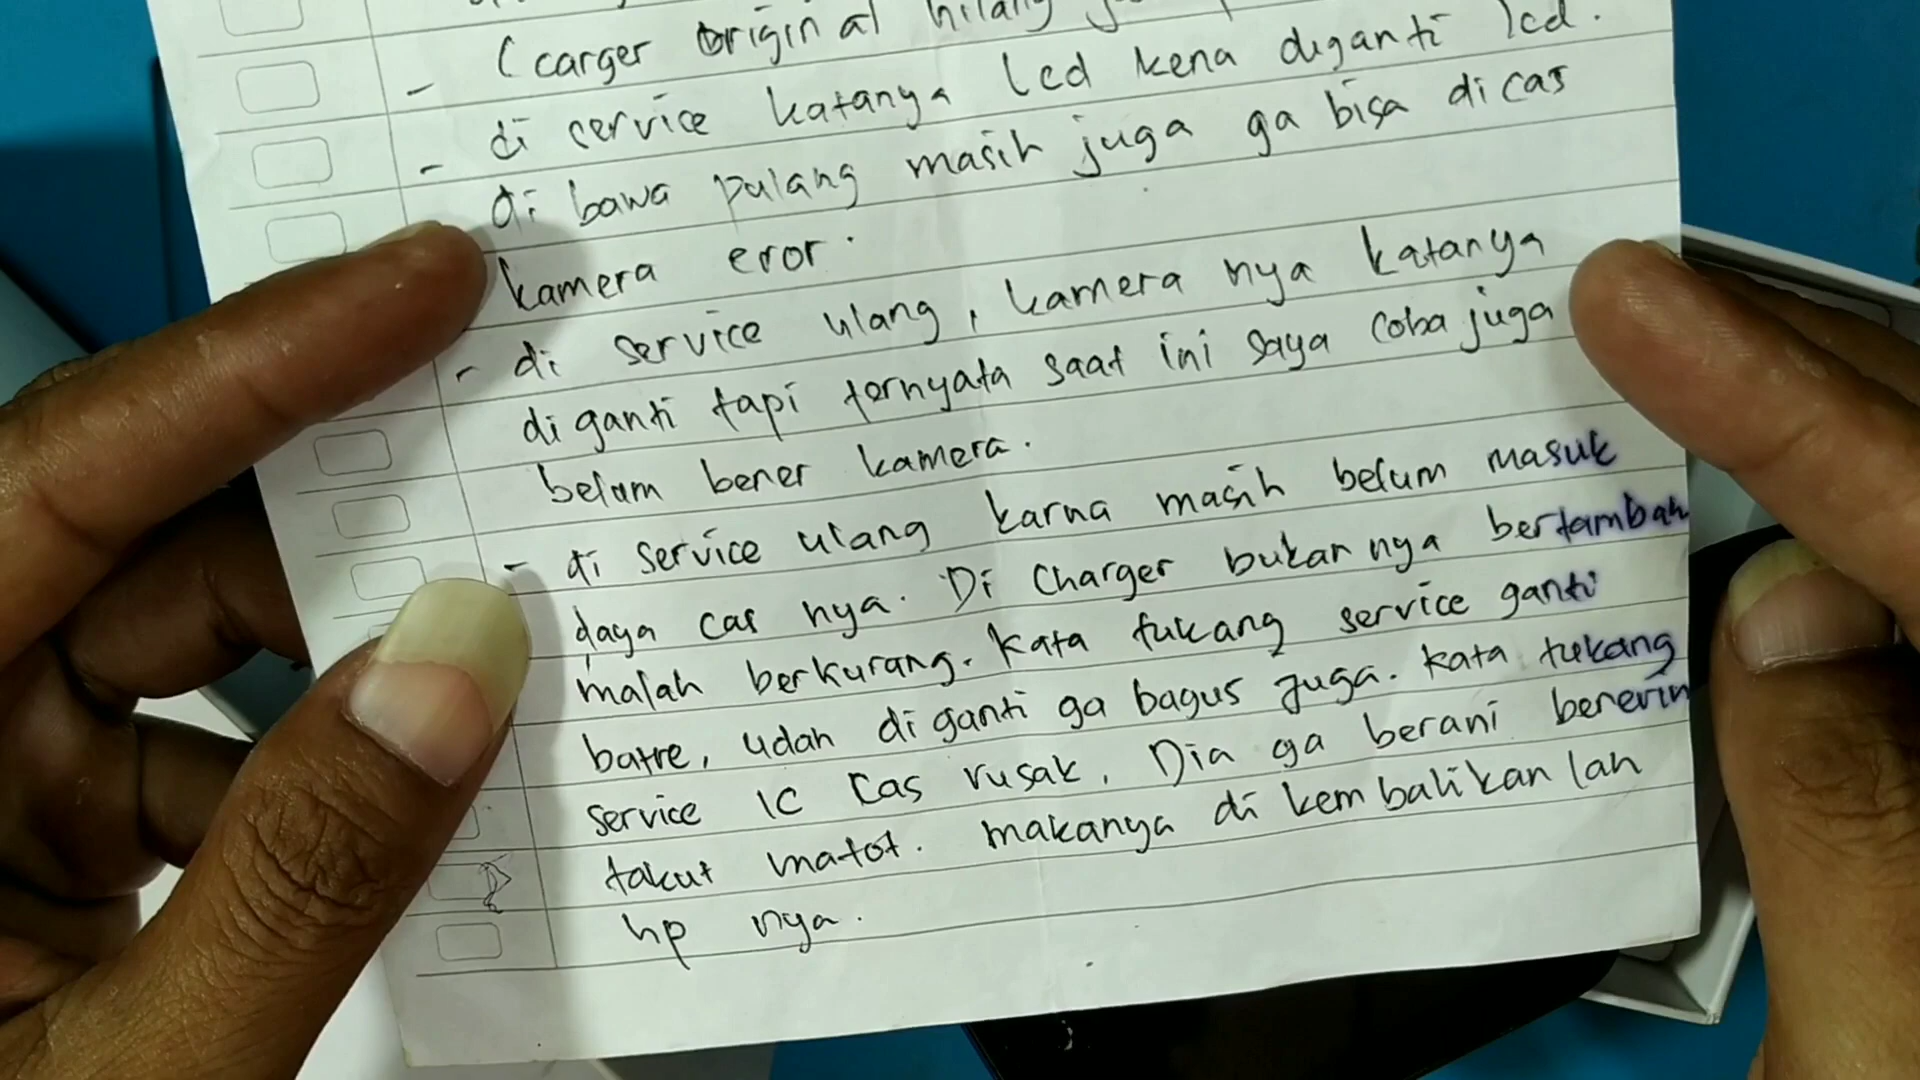 (carger original hilang
- di service katanya lcd kena diganti lcd.
- di bawa pulang masih juga ga bisa dicas
kamera eror.
- di service ulang, kamera nya katanya
di ganti tapi ternyata saat ini saya coba juga
belum bener kamera.
- di service ulang karna masih belum masuk
daya cas nya. Di Charger bukannya bertambah
malah berkurang. Kata tukang service ganti
batre, udah di ganti ga bagus juga. Kata tukang
service IC Cas rusak. Dia ga berani benerin
takut matot. makanya di kembalikan lah
hp nya.